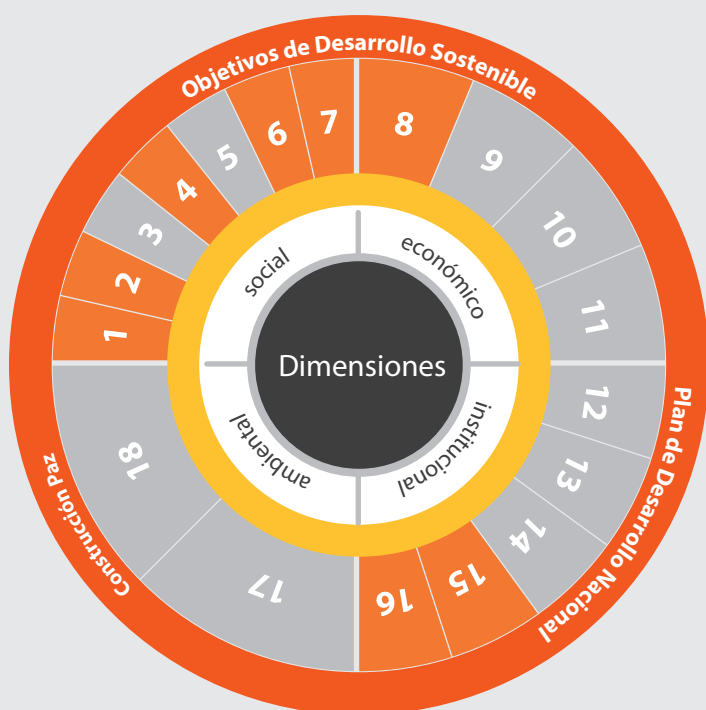 Objetivos de Desarrollo Sostenible
Plan de Desarrollo Nacional
Construcción Paz
1
2
3
4
5
6
7
8
9
10
11
12
13
14
15
16
17
18
social
económico
institucional
ambiental
Dimensiones